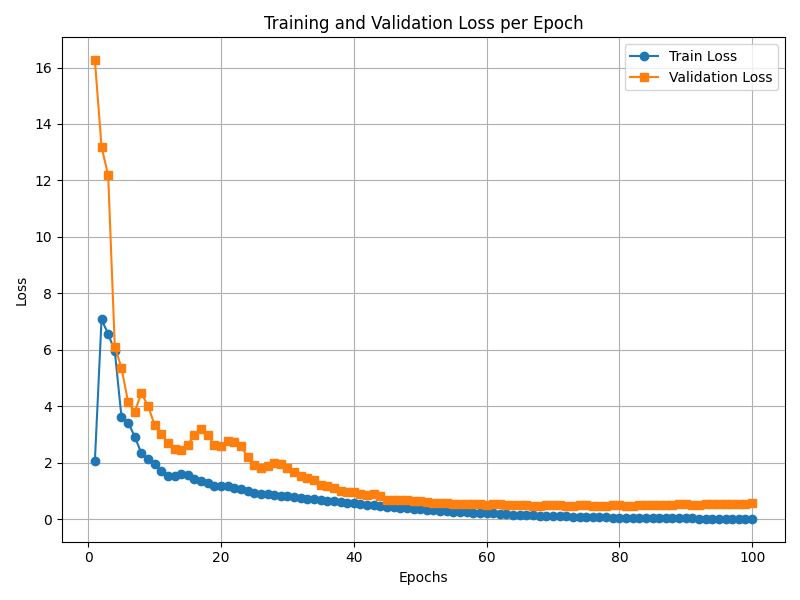 Training and Validation Loss per Epoch
Train Loss
Validation Loss
16
14
12
10
8
6
4
2
0
Loss
0 20 40 60 80 100
Epochs